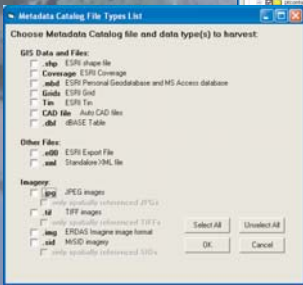 Metadata Catalog File Types List
Choose Metadata Catalog file and data type(s) to harvest:
GIS Data and Files:
.shp ESRI shape file
Coverage ESRI Coverage
.mbd ESRI Personal Geodatabase and MS Access database
Grids ESRI Grid
Tin ESRI Tin
CAD file Auto CAD files
.dbf dBASE Table
Other Files:
.e00 ESRI Export File
.xml Standalone XML file
Imagery:
.jpg JPEG images
only spatially referenced JPGs
.tif TIFF images
only spatially referenced TIFFs
.img ERDAS Imagine image format
.sid MrSID imagery
only spatially referenced SIDs
Select All Unselect All
OK Cancel